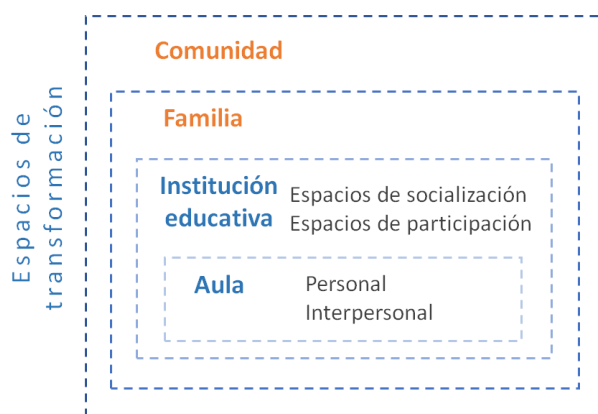 Espacios de
transformación
Comunidad
Familia
Institución
educativa
Espacios de socialización
Espacios de participación
Aula
Personal
Interpersonal